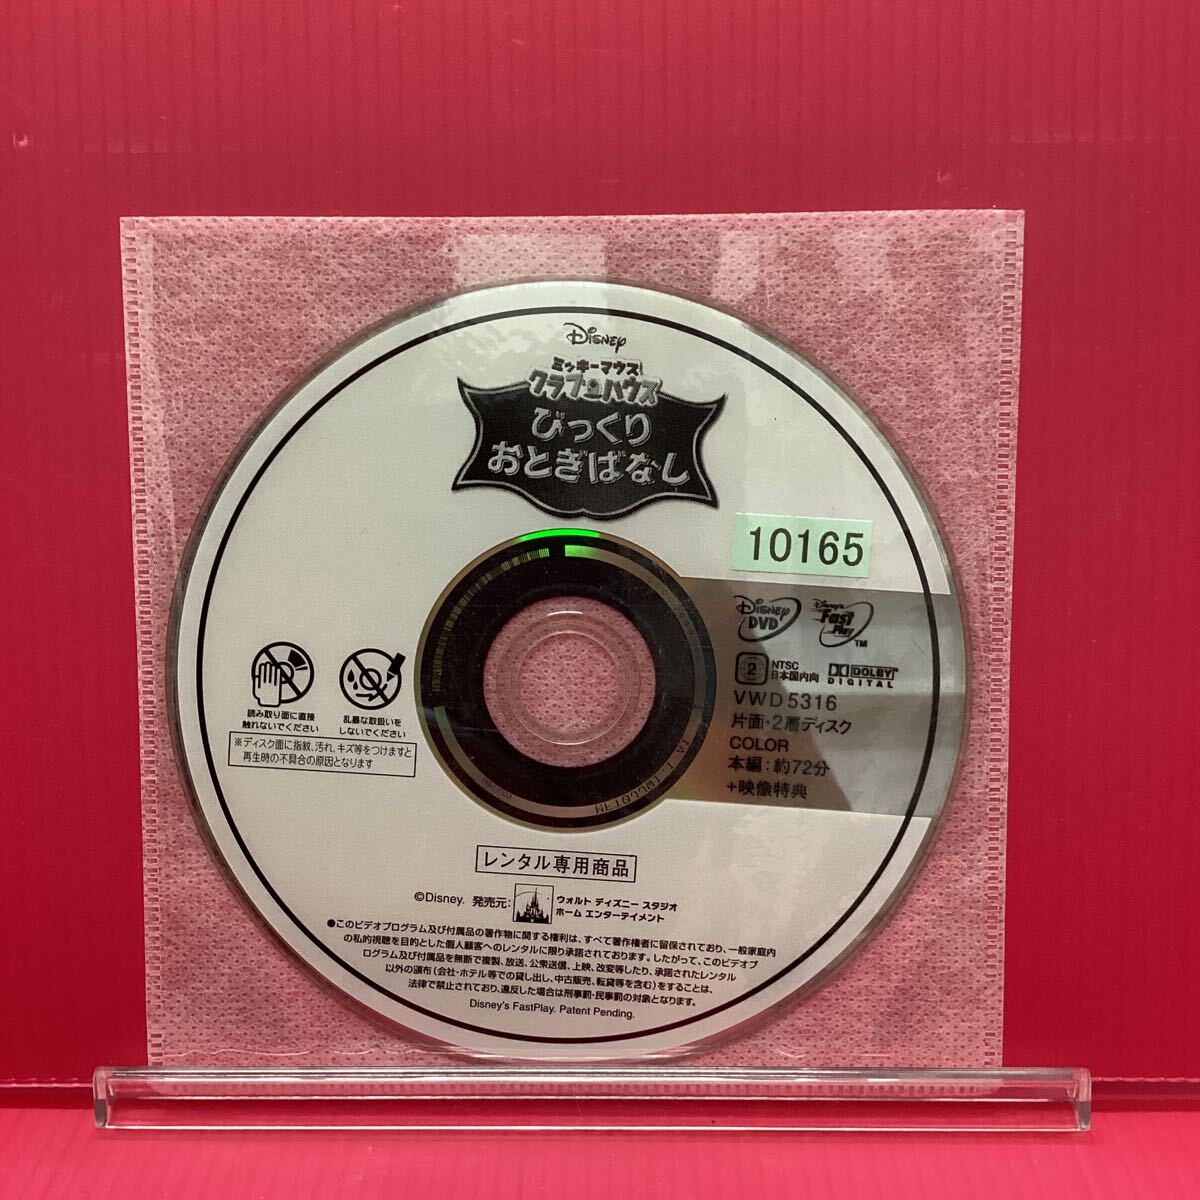 Disney
ミッキーマウス
クラブハウス
びっくり
おとぎばなし
10165
Disney DVD
Disney's Fast Play TM
2 NTSC 日本国内向
DOLBY DIGITAL
VWD5316
片面・2層ディスク
COLOR
本編：約72分
+映像特典
読み取り面に直接
触れないでください
乱暴な取扱いを
しないでください
※ディスク面に指紋、汚れ、キズ等をつけますと
再生時の不具合の原因となります
レンタル専用商品
©Disney. 発売元：
ウォルト ディズニー スタジオ
ホーム エンターテイメント
●このビデオプログラム及び付属品の著作物に関する権利は、すべて著作権者に留保されており、一般家庭内
の私的視聴を目的とした個人顧客へのレンタルに限り承諾されております。したがって、このビデオプ
ログラム及び付属品を無断で複製、放送、公衆送信、上映、改変等したり、承諾されたレンタル
以外の頒布（会社・ホテル等での貸し出し、中古販売、転貸等を含む）をすることは、
法律で禁止されており、違反した場合は刑事罰・民事罰の対象となります。
Disney's FastPlay. Patent Pending.